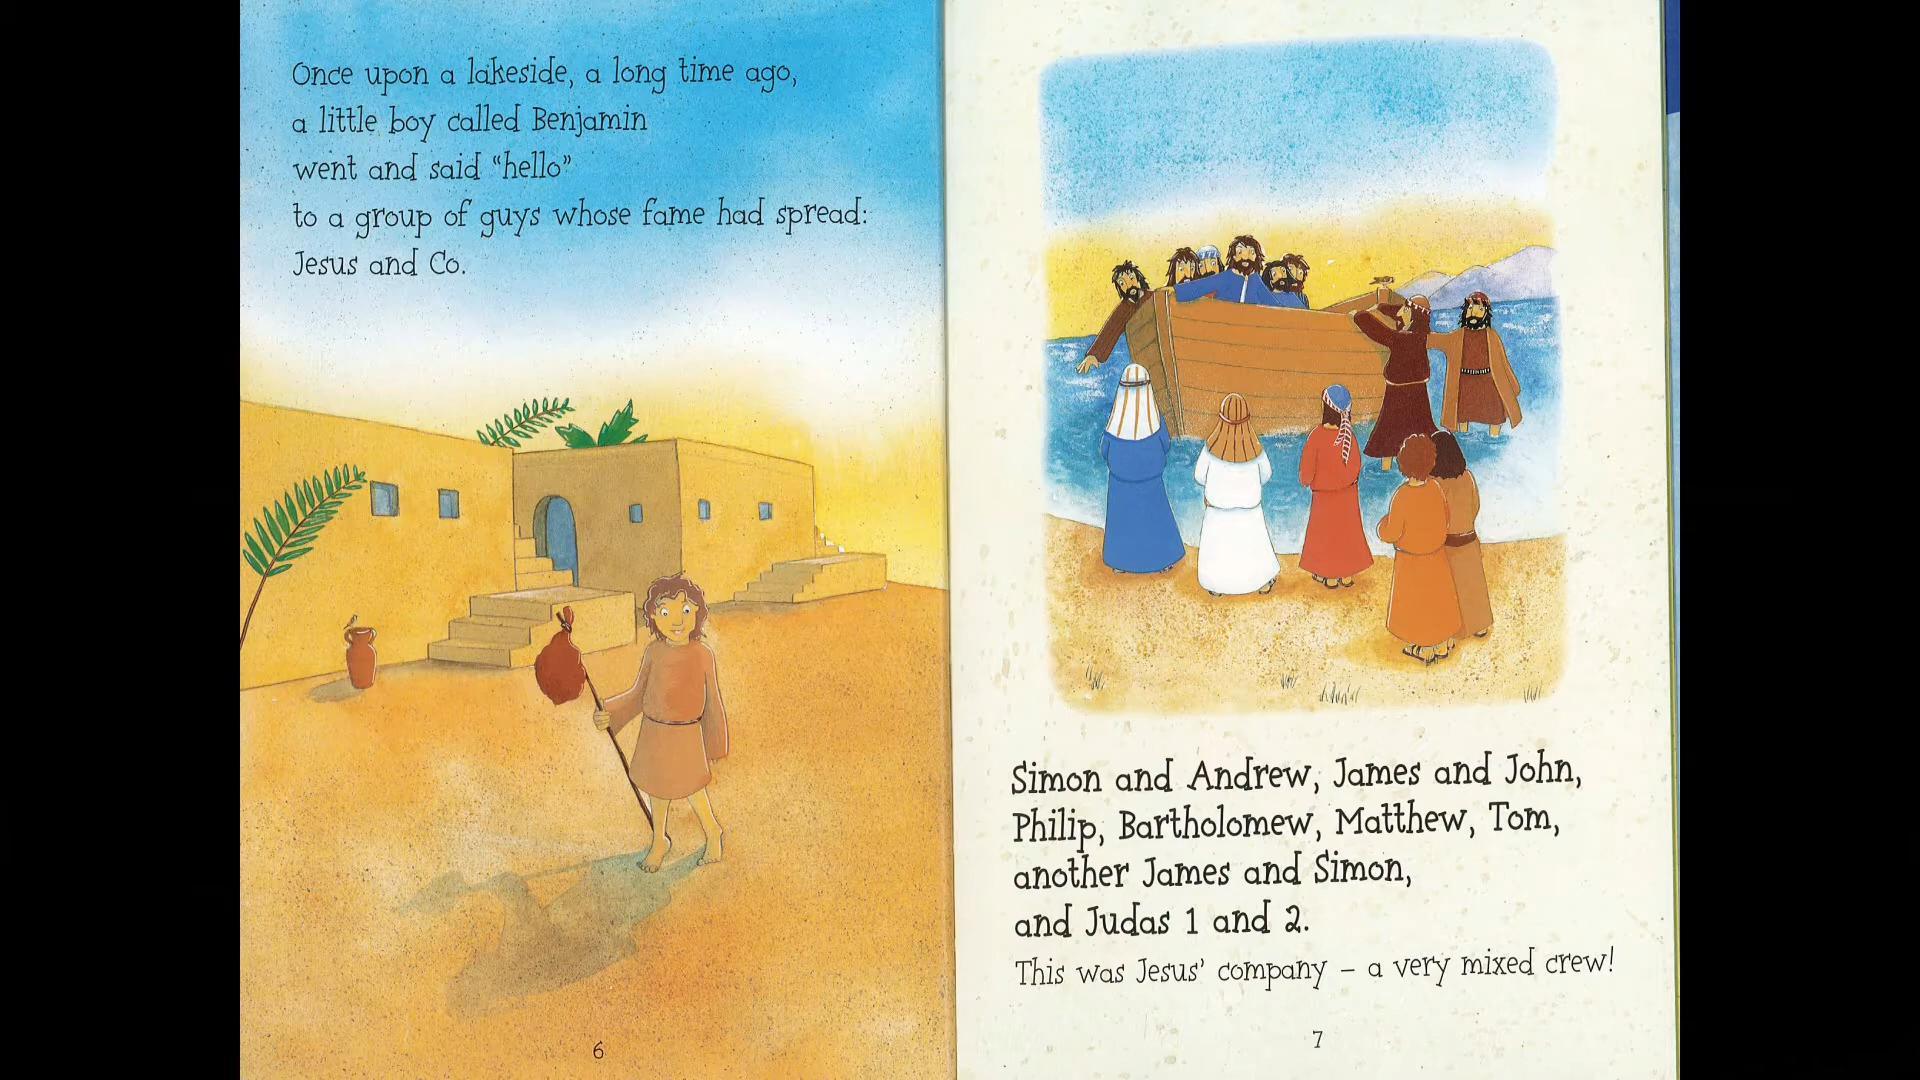 Once upon a lakeside, a long time ago,
a little boy called Benjamin
went and said “hello”
to a group of guys whose fame had spread:
Jesus and Co.
6
Simon and Andrew, James and John,
Philip, Bartholomew, Matthew, Tom,
another James and Simon,
and Judas 1 and 2.
This was Jesus’ company – a very mixed crew!
7